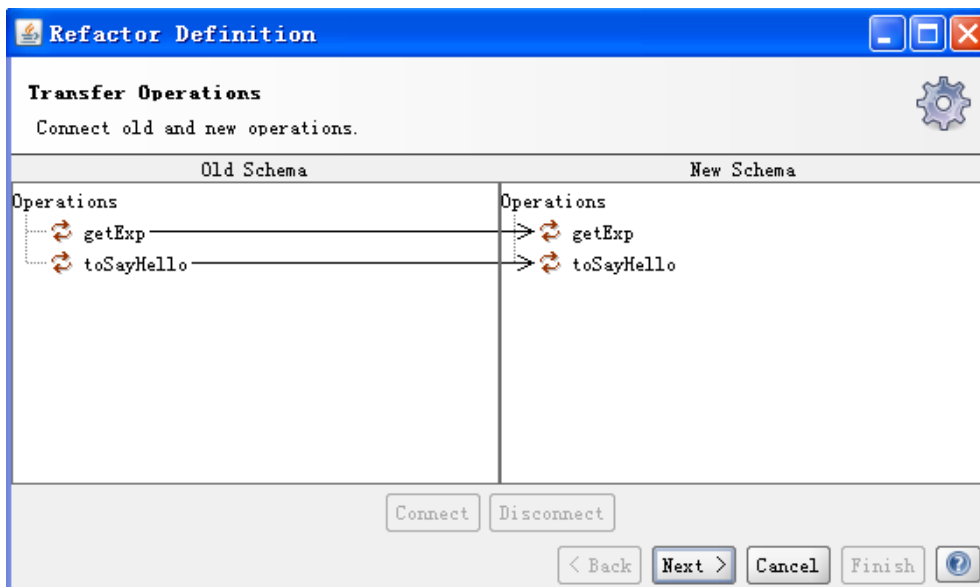 Refactor Definition
Transfer Operations
Connect old and new operations.
Old Schema New Schema
Operations Operations
getExp getExp
toSayHello toSayHello
Connect Disconnect
< Back Next > Cancel Finish ?